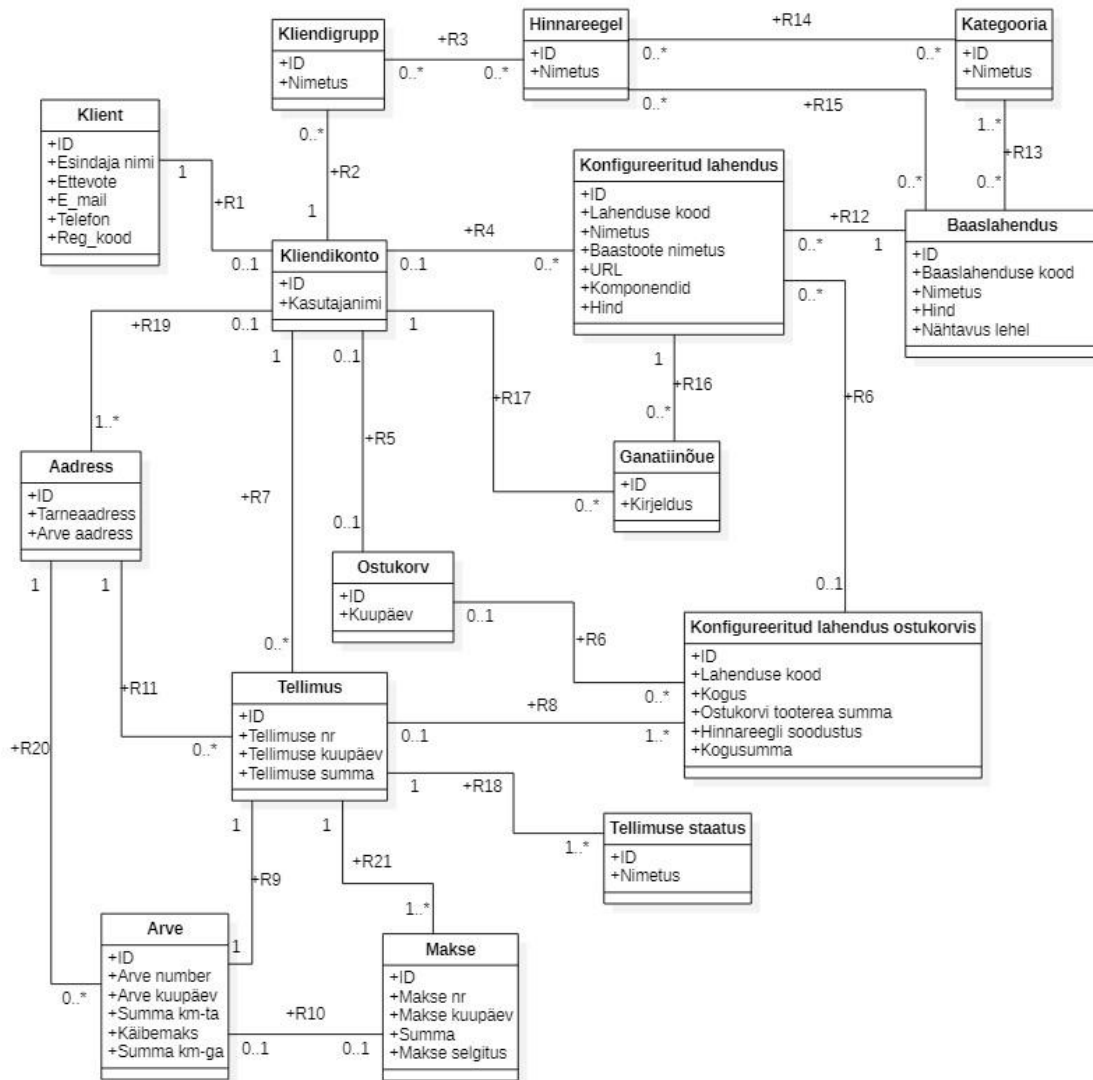 Kliendigrupp
+ID
+Nimetus
+R3
0..*
0..*
Hinnareegel
+ID
+Nimetus
+R14
0..*
0..*
Kategooria
+ID
+Nimetus
+R15
0..*
0..*
1..*
+R13
0..*
Klient
+ID
+Esindaja nimi
+Ettevote
+E_mail
+Telefon
+Reg_kood
1
+R1
0..1
0..*
+R2
1
Kliendikonto
+ID
+Kasutajanimi
+R4
0..1
0..*
Konfigureeritud lahendus
+ID
+Lahenduse kood
+Nimetus
+Baastoote nimetus
+URL
+Komponendid
+Hind
+R12
0..*
1
Baaslahendus
+ID
+Baaslahenduse kood
+Nimetus
+Hind
+Nähtavus lehel
+R19
0..1
1..*
1
+R7
0..*
0..1
+R5
0..1
1
+R17
0..*
1
+R16
0..*
0..*
+R6
0..1
Ganatiinõue
+ID
+Kirjeldus
Aadress
+ID
+Tarneaadress
+Arve aadress
1
1
+R11
0..*
+R20
0..*
Ostukorv
+ID
+Kuupäev
0..1
+R6
0..*
Konfigureeritud lahendus ostukorvis
+ID
+Lahenduse kood
+Kogus
+Ostukorvi tooterea summa
+Hinnareegli soodustus
+Kogusumma
Tellimus
+ID
+Tellimuse nr
+Tellimuse kuupäev
+Tellimuse summa
+R8
0..1
1..*
1
+R18
1..*
Tellimuse staatus
+ID
+Nimetus
1
+R9
1
1
+R21
1..*
Arve
+ID
+Arve number
+Arve kuupäev
+Summa km-ta
+Käibemaks
+Summa km-ga
+R10
0..1
0..1
Makse
+ID
+Makse nr
+Makse kuupäev
+Summa
+Makse selgitus